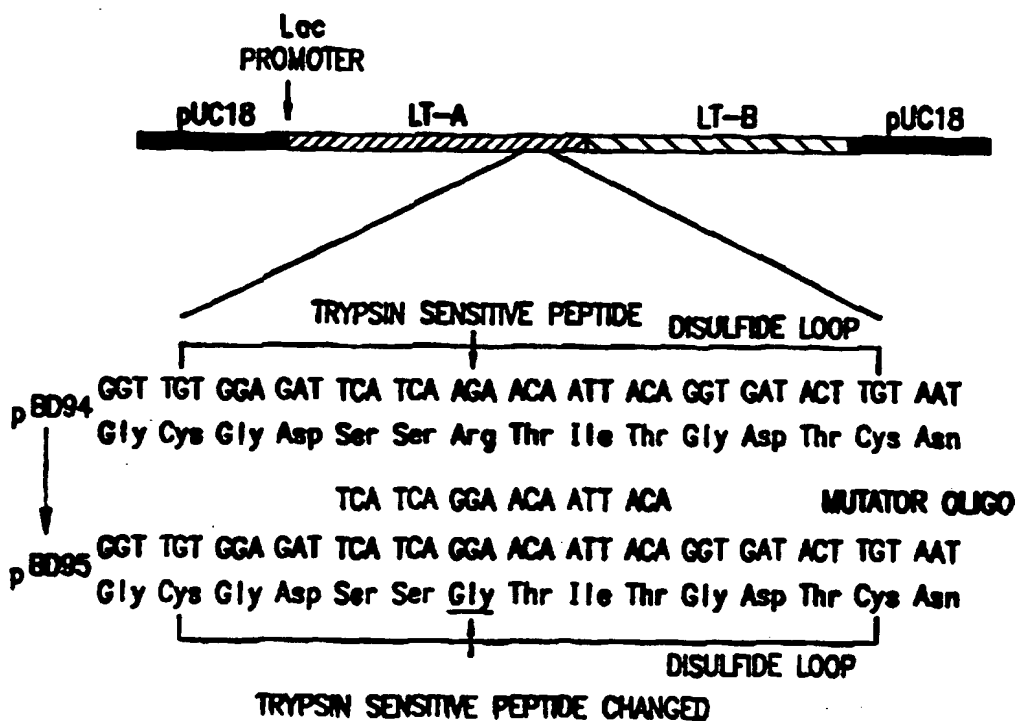 Lac
PROMOTER
pUC18 LT-A LT-B pUC18
TRYPSIN SENSITIVE PEPTIDE DISULFIDE LOOP
pBD94 GGT TGT GGA GAT TCA TCA AGA ACA ATT ACA GGT GAT ACT TGT AAT
Gly Cys Gly Asp Ser Ser Arg Thr Ile Thr Gly Asp Thr Cys Asn
TCA TCA GGA ACA ATT ACA MUTATOR OLIGO
pBD95 GGT TGT GGA GAT TCA TCA GGA ACA ATT ACA GGT GAT ACT TGT AAT
Gly Cys Gly Asp Ser Ser Gly Thr Ile Thr Gly Asp Thr Cys Asn
DISULFIDE LOOP
TRYPSIN SENSITIVE PEPTIDE CHANGED